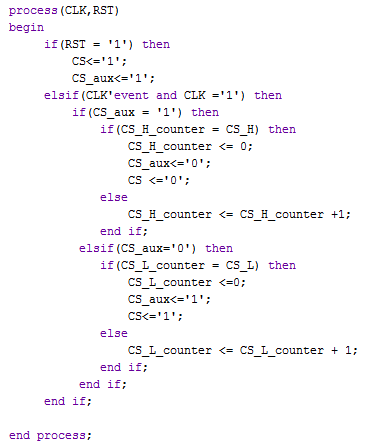 process(CLK,RST)
begin
     if(RST = '1') then
         CS<='1';
         CS_aux<='1';
     elsif(CLK'event and CLK ='1') then
         if(CS_aux = '1') then
             if(CS_H_counter = CS_H) then
                 CS_H_counter <= 0;
                 CS_aux<='0';
                 CS <='0';
             else
                 CS_H_counter <= CS_H_counter +1;
             end if;
          elsif(CS_aux='0') then
             if(CS_L_counter = CS_L) then
                 CS_L_counter <=0;
                 CS_aux<='1';
                 CS<='1';
             else
                 CS_L_counter <= CS_L_counter + 1;
             end if;
          end if;
     end if;

end process;